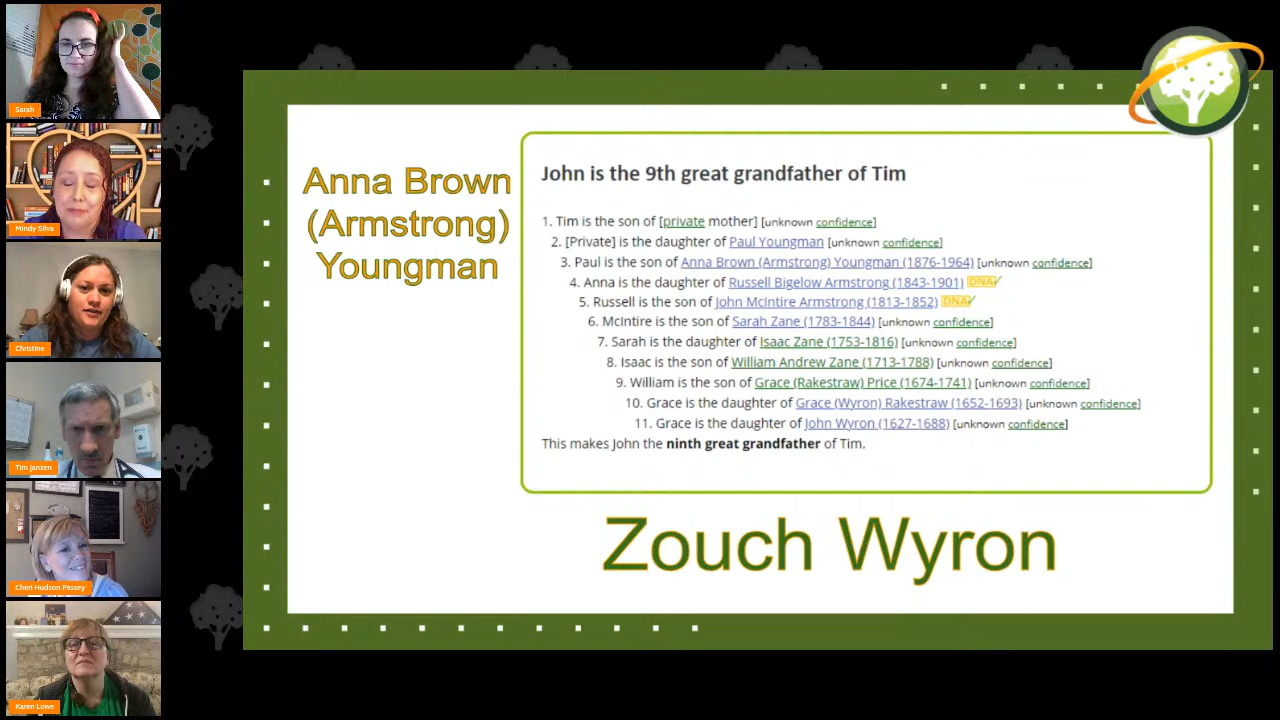 Sarah
Mindy Silva
Christine
Tim Janzen
Cheri Hudson Passey
Karen Lowe
Anna Brown
(Armstrong)
Youngman
John is the 9th great grandfather of Tim
1. Tim is the son of [private mother] [unknown confidence]
2. [Private] is the daughter of Paul Youngman [unknown confidence]
3. Paul is the son of Anna Brown (Armstrong) Youngman (1876-1964) [unknown confidence]
4. Anna is the daughter of Russell Bigelow Armstrong (1843-1901) DNA
5. Russell is the son of John McIntire Armstrong (1813-1852) DNA
6. McIntire is the son of Sarah Zane (1783-1844) [unknown confidence]
7. Sarah is the daughter of Isaac Zane (1753-1816) [unknown confidence]
8. Isaac is the son of William Andrew Zane (1713-1788) [unknown confidence]
9. William is the son of Grace (Rakestraw) Price (1674-1741) [unknown confidence]
10. Grace is the daughter of Grace (Wyron) Rakestraw (1652-1693) [unknown confidence]
11. Grace is the daughter of John Wyron (1627-1688) [unknown confidence]
This makes John the ninth great grandfather of Tim.
Zouch Wyron